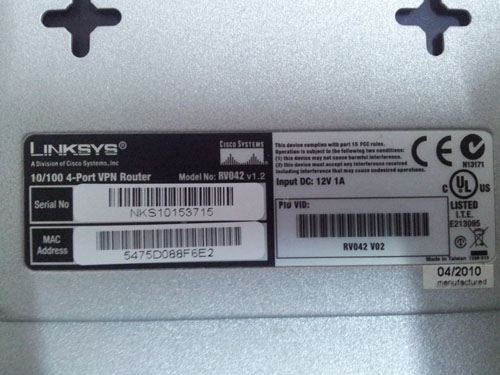 LINKSYS®
A Division of Cisco Systems, Inc
CISCO SYSTEMS
10/100 4-Port VPN Router
Model No: RV042 v1.2
Serial No
NKS10153715
MAC Address
5475D088F6E2
This device complies with part 15 FCC rules.
Operation is subject to the following two conditions:
(1) this device may not cause harmful interference.
(2) this device must accept any interference received
including interference that may cause undesired operation.
Input DC: 12V 1A
PID VID:
RV042 V02
CE
N13171
C UL US
LISTED
I.T.E.
E213095
Made in Taiwan
04/2010
manufactured